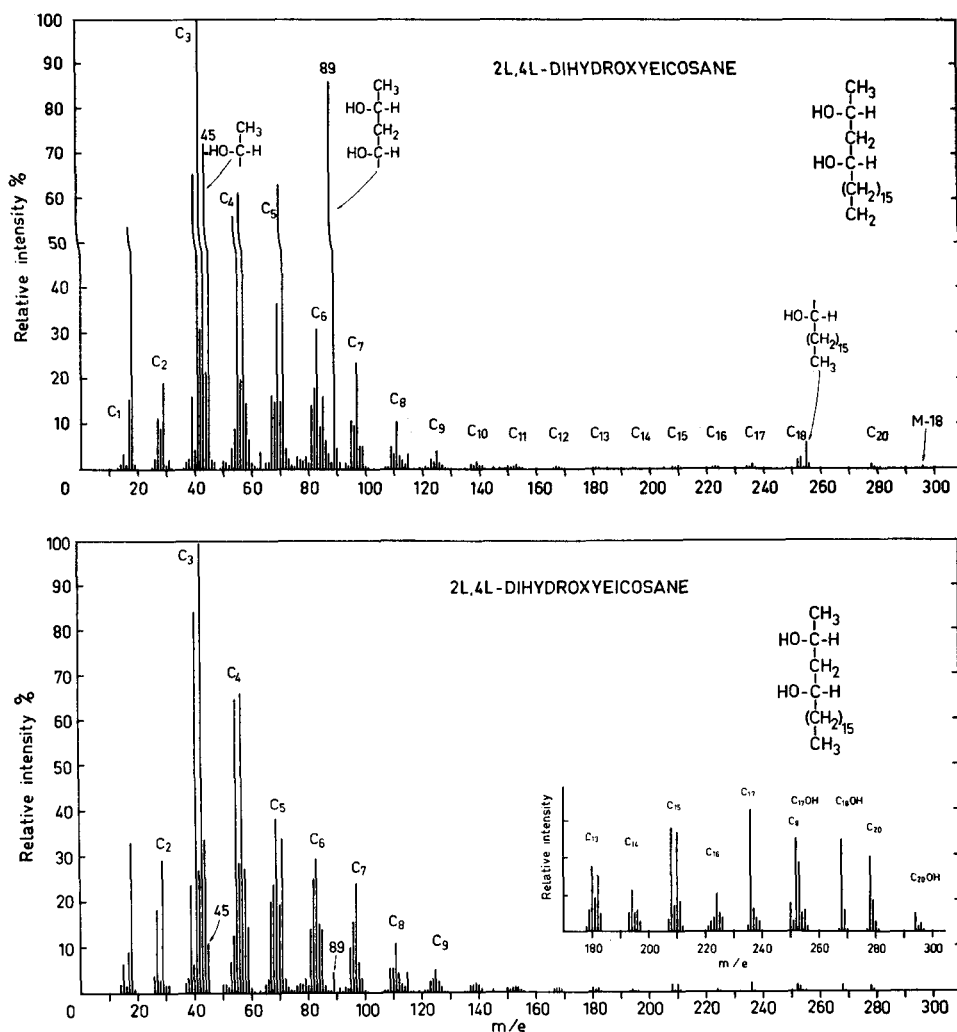 C3
100
90
80
70
60
50
40
30
20
10
0
Relative intensity %
2L,4L-DIHYDROXYEICOSANE
45
HO-C-H
CH3
89
CH3
HO-C-H
CH2
HO-C-H
CH3
HO-C-H
CH2
HO-C-H
(CH2)15
CH2
HO-C-H
(CH2)15
CH3
C1
C2
C4
C5
C6
C7
C8
C9
C10
C11
C12
C13
C14
C15
C16
C17
C18
C20
M-18
20 40 60 80 100 120 140 160 180 200 220 240 260 280 300
C3
100
90
80
70
60
50
40
30
20
10
0
Relative intensity %
2L,4L-DIHYDROXYEICOSANE
CH3
HO-C-H
CH2
HO-C-H
(CH2)15
CH3
C2
45
C4
C5
C6
89
C7
C8
C9
Relative intensity
C13
C14
C15
C16
C17
C17OH
C8
C18OH
C20
C20OH
180 200 220 240 260 280 300
m/e
20 40 60 80 100 120 140 160 180 200 220 240 260 280 300
m/e